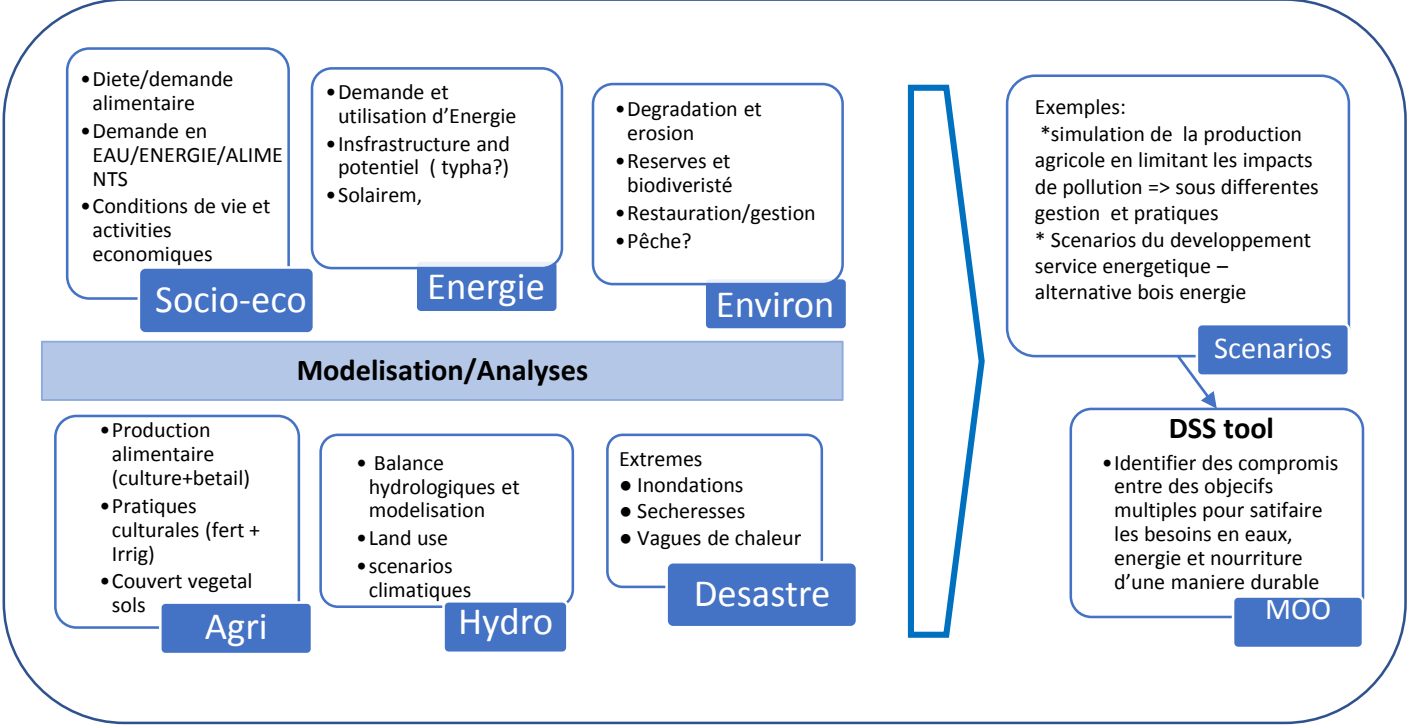 •Diete/demande
alimentaire
•Demande en
EAU/ENERGIE/ALIME
NTS
•Conditions de vie et
activities
economiques
Socio-eco
•Demande et
utilisation d’Energie
•Insfrastructure and
potentiel ( typha?)
•Solairem,
Energie
•Degradation et
erosion
•Reserves et
biodiveristé
•Restauration/gestion
•Pêche?
Environ
Modelisation/Analyses
•Production
alimentaire
(culture+betail)
•Pratiques
culturales (fert +
Irrig)
•Couvert vegetal
sols
Agri
• Balance
hydrologiques et
modelisation
•Land use
•scenarios
climatiques
Hydro
Extremes
● Inondations
● Secheresses
● Vagues de chaleur
Desastre
Exemples:
*simulation de la production
agricole en limitant les impacts
de pollution => sous differentes
gestion et pratiques
* Scenarios du developpement
service energetique –
alternative bois energie
Scenarios
DSS tool
•Identifier des compromis
entre des objecifs
multiples pour satifaire
les besoins en eaux,
energie et nourriture
d’une maniere durable
MOO